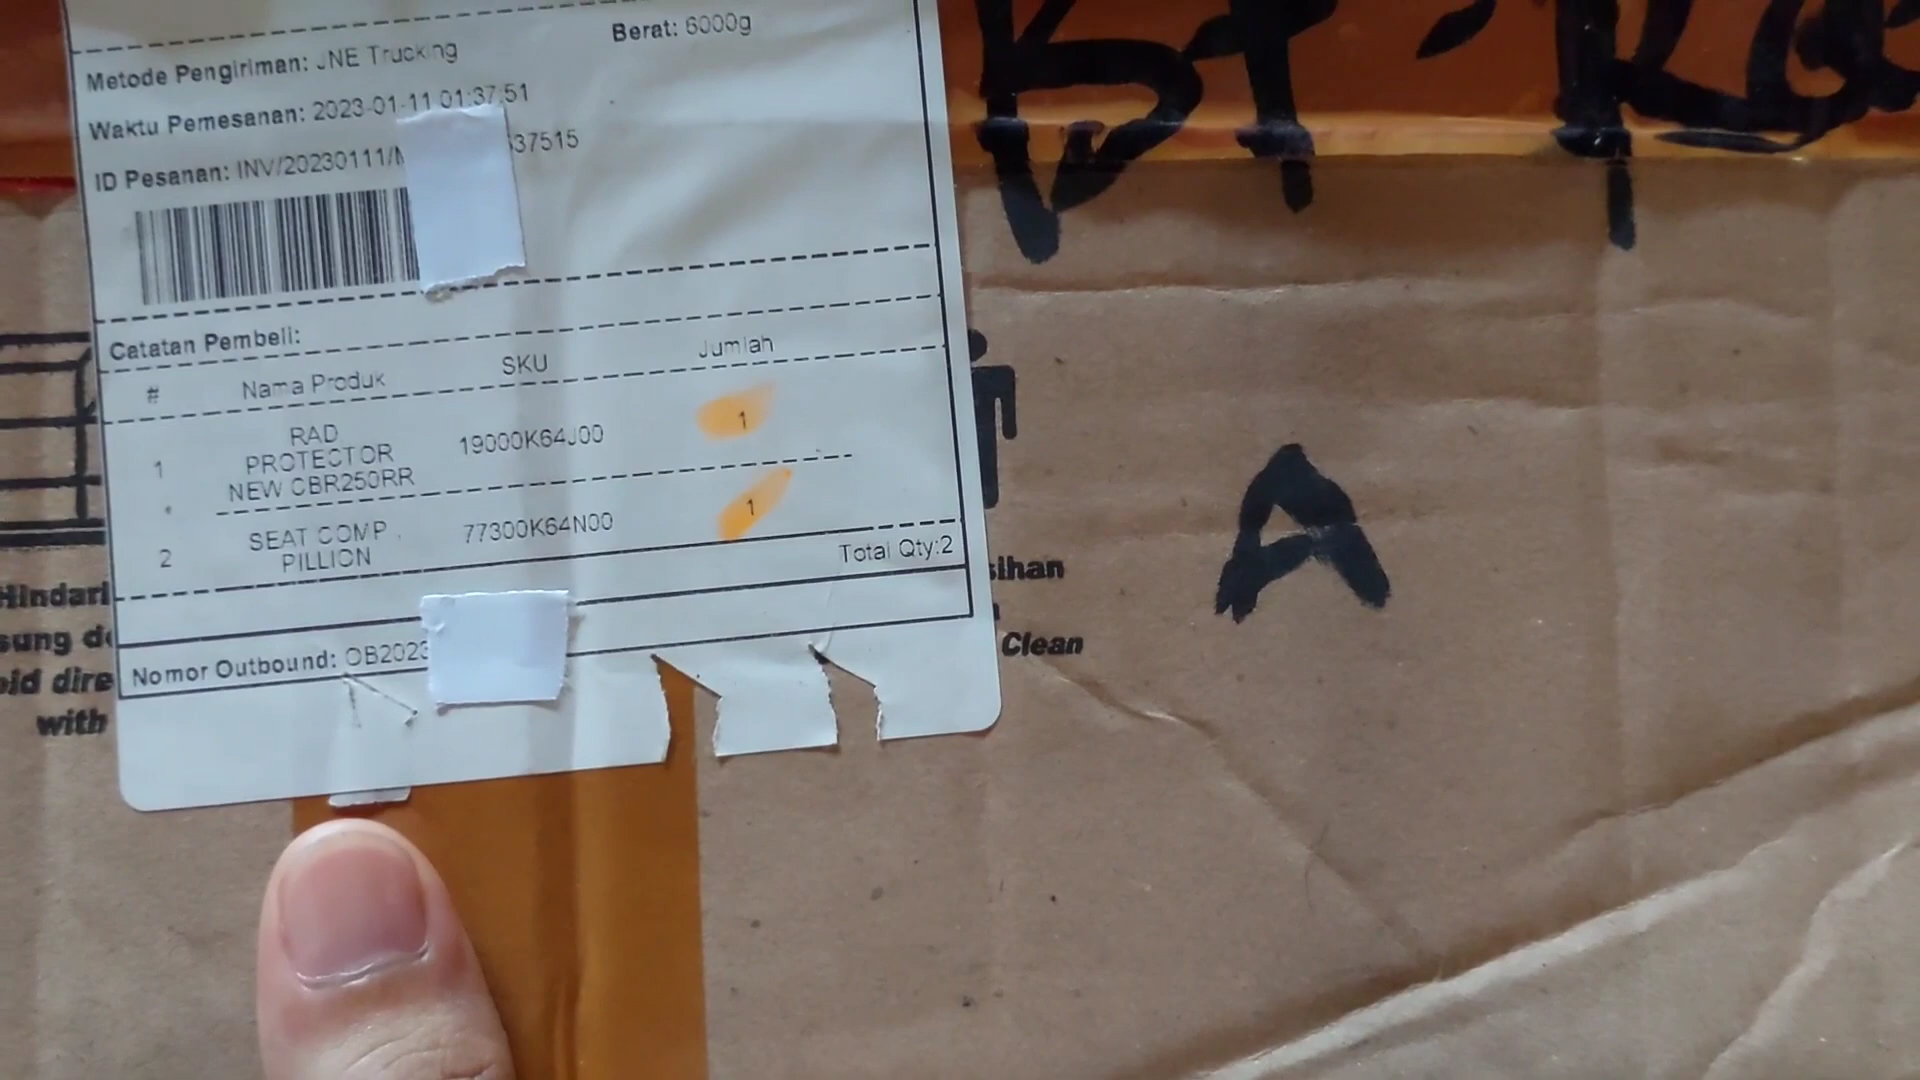 Berat: 6000g
Metode Pengiriman: JNE Trucking
Waktu Pemesanan: 2023-01-11 01:37:51
ID Pesanan: INV/20230111/ 37515
Catatan Pembeli:
# Nama Produk SKU Jumlah
1 RAD PROTECTOR NEW CBR250RR 19000K64J00 1
2 SEAT COMP, PILLION 77300K64N00 1
Total Qty:2
Nomor Outbound: OB2023
Hindari
with
Clean
A